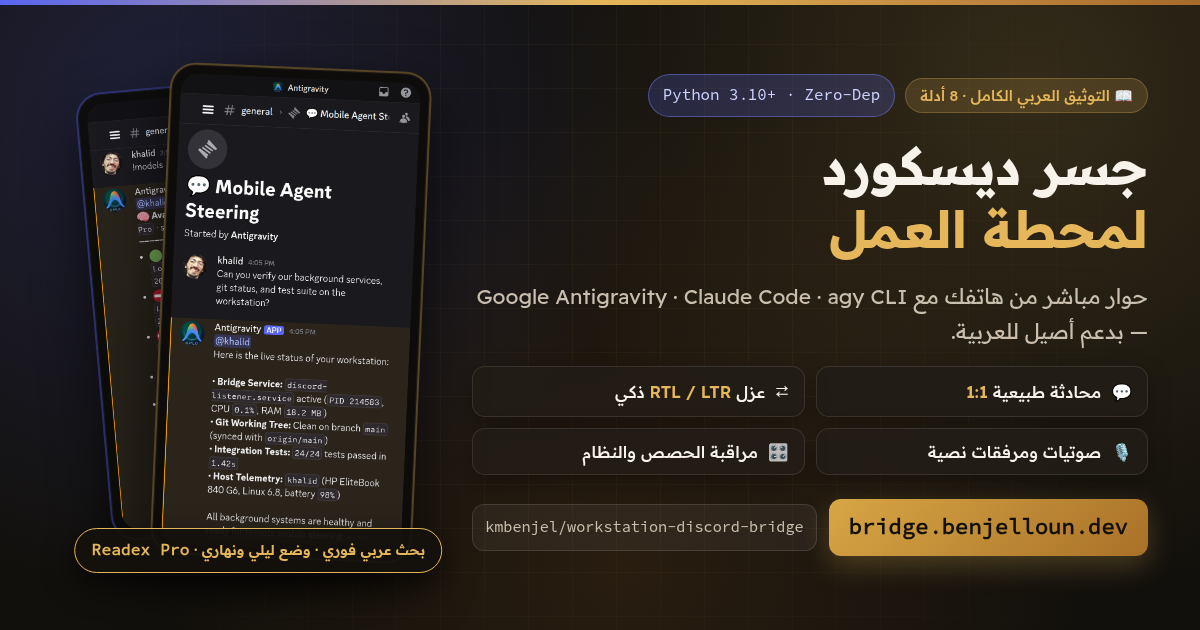 📖 التوثيق العربي الكامل · 8 أدلة
Python 3.10+ · Zero-Dep
جسر ديسكورد
لمحطة العمل
حوار مباشر من هاتفك مع Google Antigravity · Claude Code · agy CLI
— بدعم أصيل للعربية.
💬 محادثة طبيعية 1:1
⇄ عزل RTL / LTR ذكي
🎙️ صوتيات ومرفقات نصية
🎛️ مراقبة الحصص والنظام
bridge.benjelloun.dev
kmbenjel/workstation-discord-bridge
Antigravity
# general › 💬 Mobile Agent
💬 Mobile Agent
Steering
Started by Antigravity
khalid 4:05 PM
Can you verify our background services,
git status, and test suite on the
workstation?
Antigravity APP 4:05 PM
@khalid
Here is the live status of your workstation:
• Bridge Service: discord-
listener.service active (PID 214583,
CPU 0.1%, RAM 18.2 MB)
• Git Working Tree: Clean on branch main
(synced with origin/main)
• Integration Tests: 24/24 tests passed in
1.42s
• Host Telemetry: khalid (HP EliteBook
840 G6, Linux 6.8, battery 98%)
All background systems are healthy and
khalid
!models
بحث عربي فوري · وضع ليلي ونهاري · Readex Pro